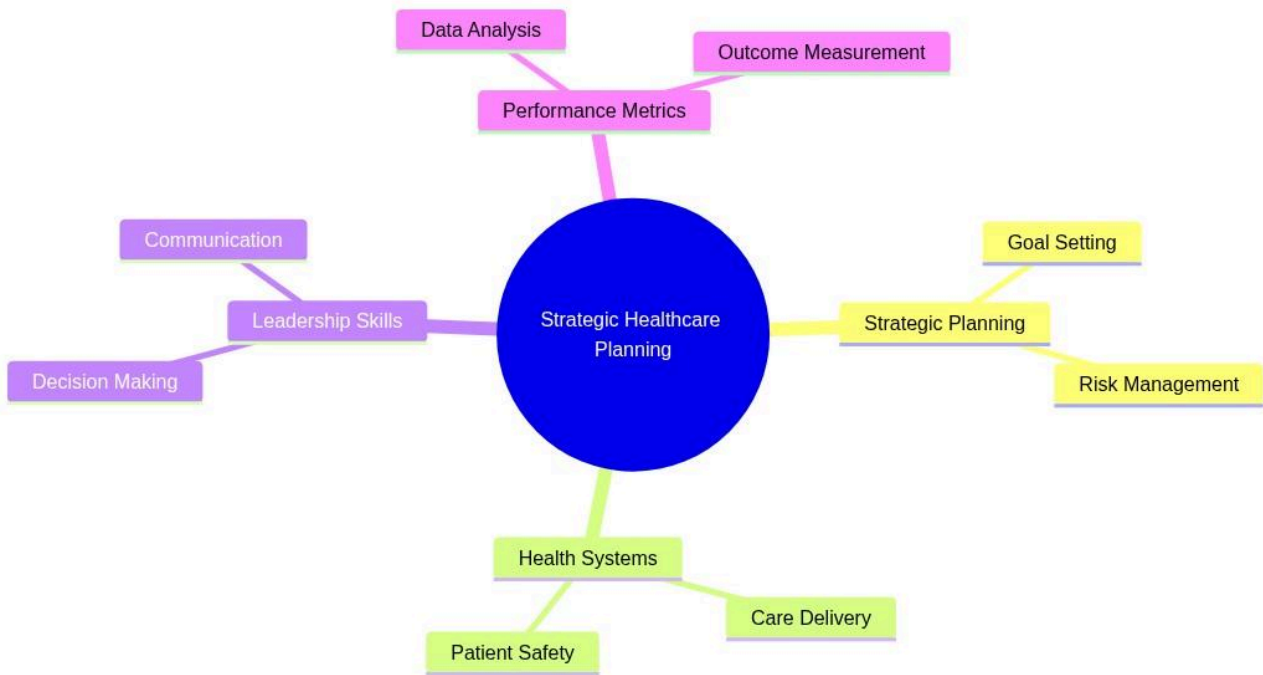 Data Analysis
Outcome Measurement
Performance Metrics
Communication
Goal Setting
Leadership Skills
Strategic Healthcare
Planning
Strategic Planning
Decision Making
Risk Management
Health Systems
Care Delivery
Patient Safety